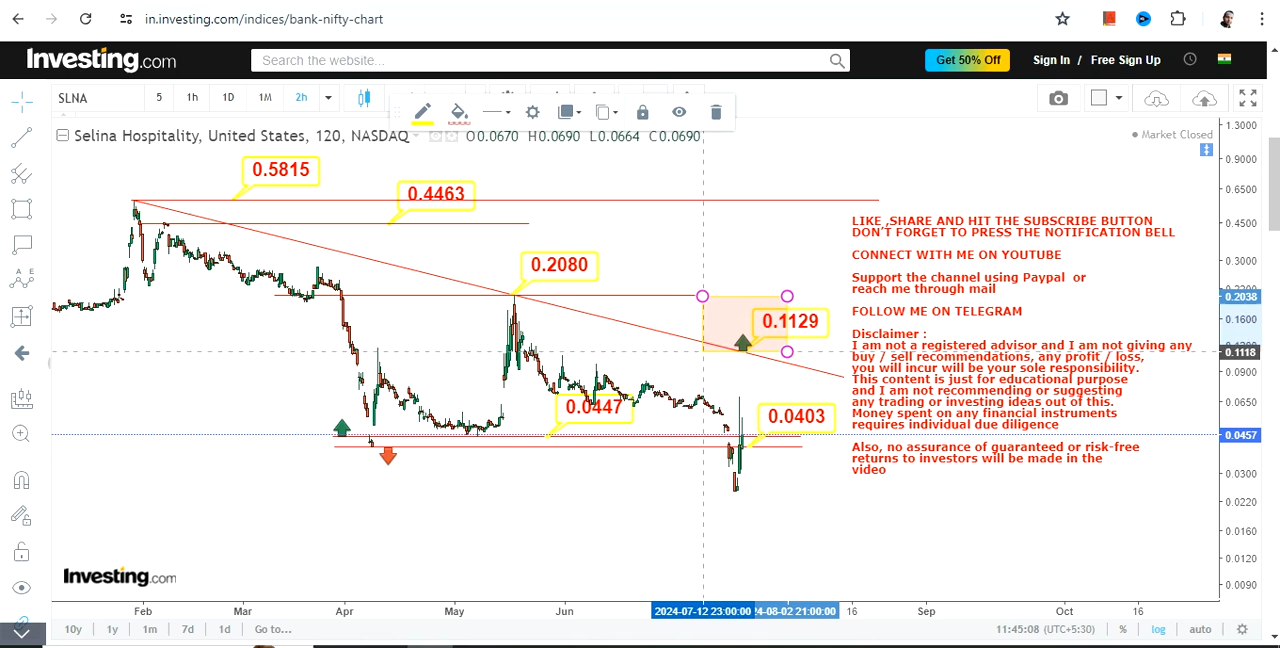 in.investing.com/indices/bank-nifty-chart
Investing.com
Search the website...
Get 50% Off
Sign In / Free Sign Up
SLNA 5 1h 1D 1M 2h
Selina Hospitality, United States, 120, NASDAQ O0.0670 H0.0690 L0.0664 C0.0690
Market Closed
0.5815
0.4463
0.2080
0.1129
0.0447
0.0403
LIKE ,SHARE AND HIT THE SUBSCRIBE BUTTON
DON'T FORGET TO PRESS THE NOTIFICATION BELL
CONNECT WITH ME ON YOUTUBE
Support the channel using Paypal or
reach me through mail
FOLLOW ME ON TELEGRAM
Disclaimer :
I am not a registered advisor and I am not giving any
buy / sell recommendations, any profit / loss,
you will incur will be your sole responsibility.
This content is just for educational purpose
and I am not recommending or suggesting
any trading or investing ideas out of this.
Money spent on any financial instruments
requires individual due diligence
Also, no assurance of guaranteed or risk-free
returns to investors will be made in the
video
1.3000
0.9000
0.6500
0.4500
0.3000
0.2038
0.1600
0.1118
0.0900
0.0650
0.0457
0.0300
0.0220
0.0160
0.0120
0.0090
Investing.com
Feb Mar Apr May Jun 2024-07-12 23:00:00 4-08-02 21:00:00 16 Sep Oct 16
10y 1y 1m 7d 1d Go to... 11:45:08 (UTC+5:30) % log auto